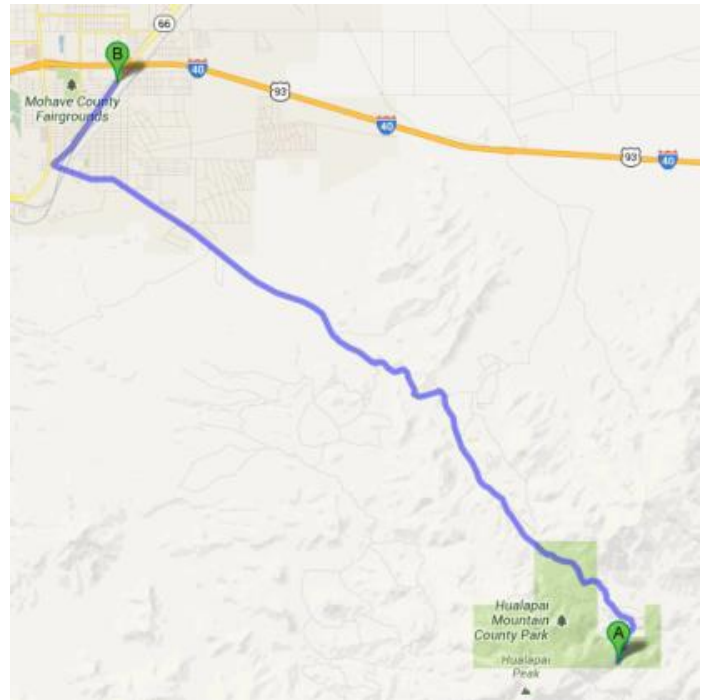 66
B
40
93
Mohave County
Fairgrounds
40
93
40
Hualapai
Mountain
County Park
A
Hualapai
Peak